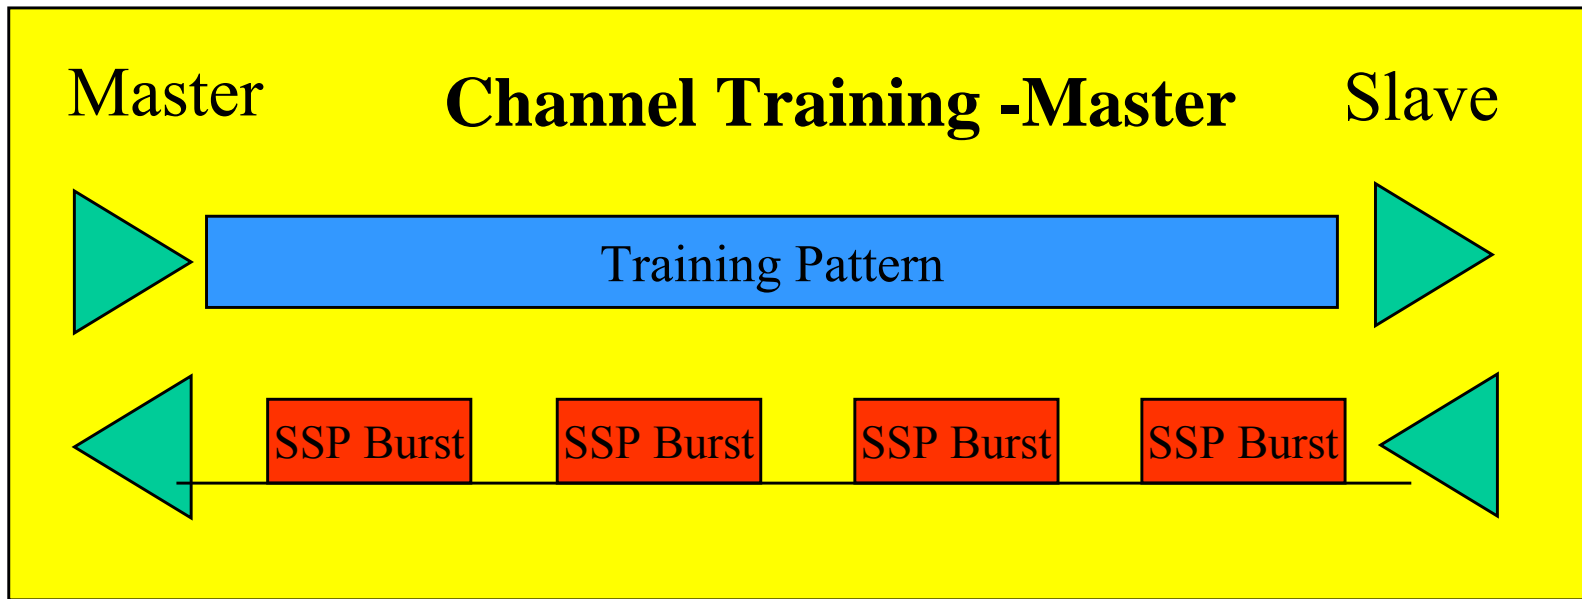 Master
Channel Training -Master
Slave
Training Pattern
SSP Burst
SSP Burst
SSP Burst
SSP Burst